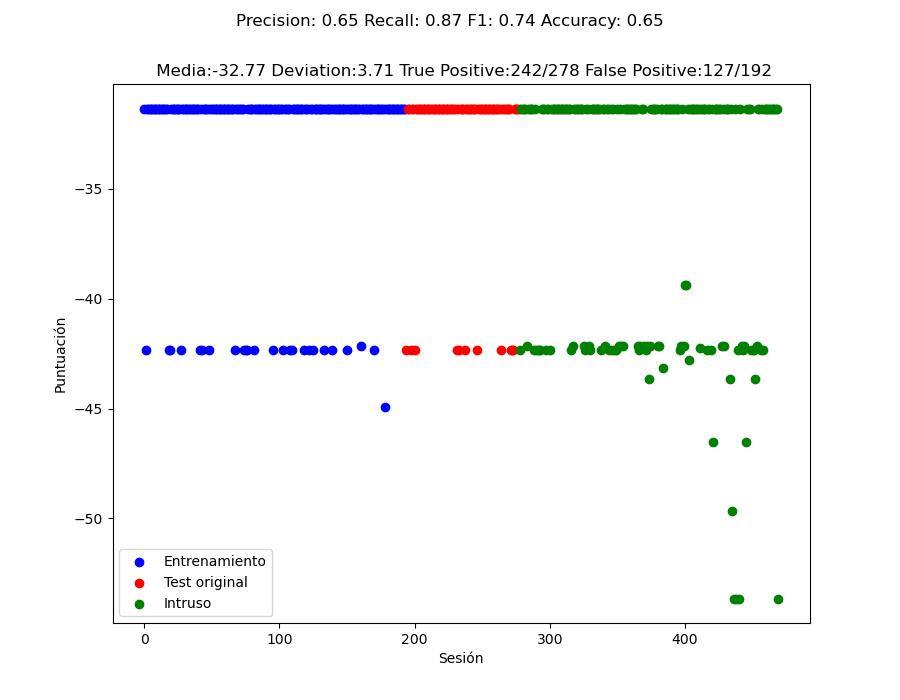 Precision: 0.65 Recall: 0.87 F1: 0.74 Accuracy: 0.65
Media:-32.77 Deviation:3.71 True Positive:242/278 False Positive:127/192
−35
−40
−45
−50
Puntuación
Entrenamiento
Test original
Intruso
0 100 200 300 400
Sesión